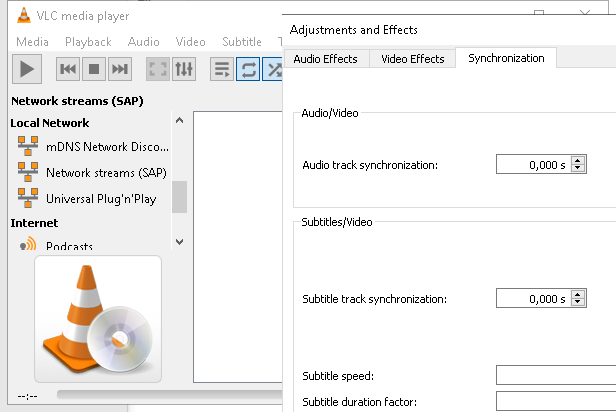 VLC media player
Media Playback Audio Video Subtitle
Network streams (SAP)
Local Network
mDNS Network Disco...
Network streams (SAP)
Universal Plug'n'Play
Internet
Podcasts
--:--
Adjustments and Effects
Audio Effects Video Effects Synchronization
Audio/Video
Audio track synchronization: 0,000 s
Subtitles/Video
Subtitle track synchronization: 0,000 s
Subtitle speed:
Subtitle duration factor: